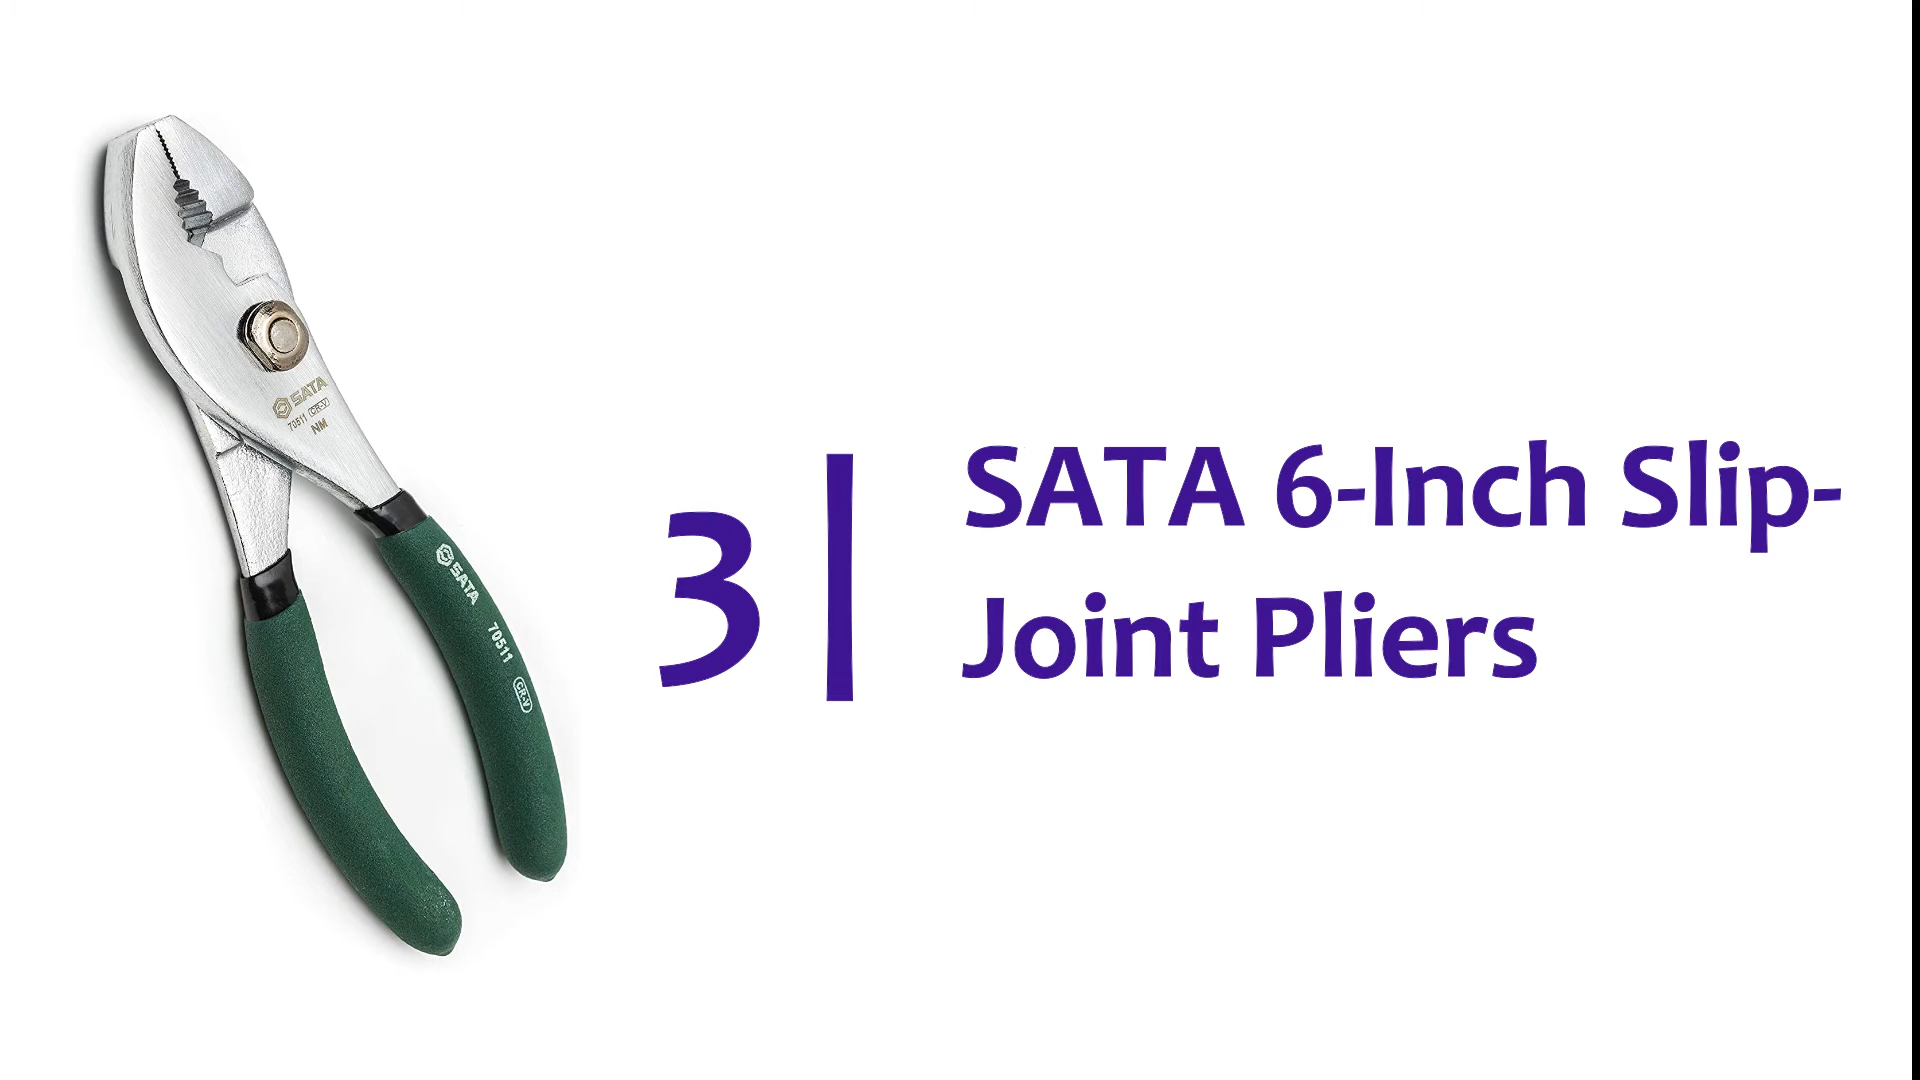 SATA
70511 CR-V
NM
SATA 70511 CR-V
3
SATA 6-Inch Slip-
Joint Pliers